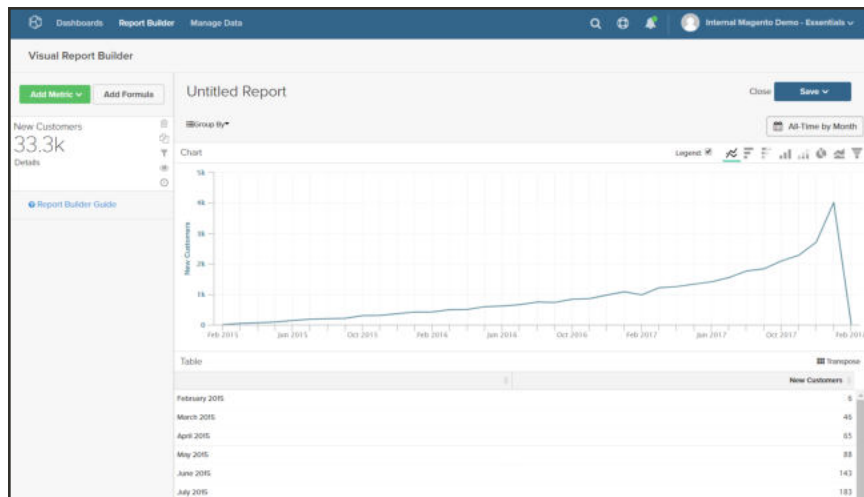 Dashboards Report Builder Manage Data Internal Magento Demo - Essentials
Visual Report Builder
Add Metric Add Formula
Untitled Report
Close Save
New Customers
33.3k
Details
Group By
All-Time by Month
Chart
Legend
Report Builder Guide
New Customers
5k
4k
3k
2k
1k
0
Feb 2015 Jun 2015 Oct 2015 Feb 2016 Jun 2016 Oct 2016 Feb 2017 Jun 2017 Oct 2017 Feb 201
Table
Transpose
New Customers
February 2015 6
March 2015 46
April 2015 65
May 2015 88
June 2015 143
July 2015 183